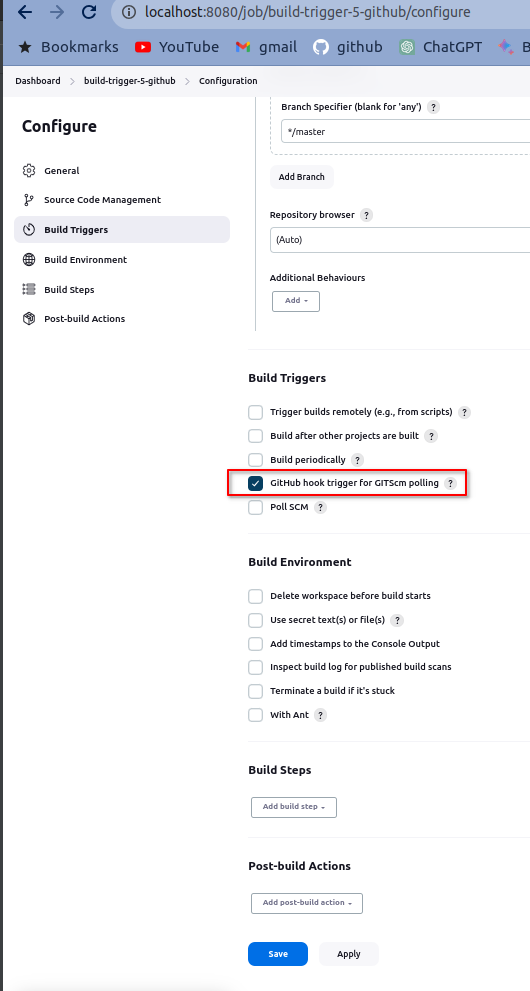 localhost:8080/job/build-trigger-5-github/configure
Bookmarks YouTube gmail github ChatGPT
Dashboard build-trigger-5-github Configuration
Configure
General
Source Code Management
Build Triggers
Build Environment
Build Steps
Post-build Actions
Branch Specifier (blank for 'any') ?
*/master
Add Branch
Repository browser ?
(Auto)
Additional Behaviours
Add
Build Triggers
Trigger builds remotely (e.g., from scripts) ?
Build after other projects are built ?
Build periodically ?
GitHub hook trigger for GITScm polling ?
Poll SCM ?
Build Environment
Delete workspace before build starts
Use secret text(s) or file(s) ?
Add timestamps to the Console Output
Inspect build log for published build scans
Terminate a build if it's stuck
With Ant ?
Build Steps
Add build step
Post-build Actions
Add post-build action
Save Apply